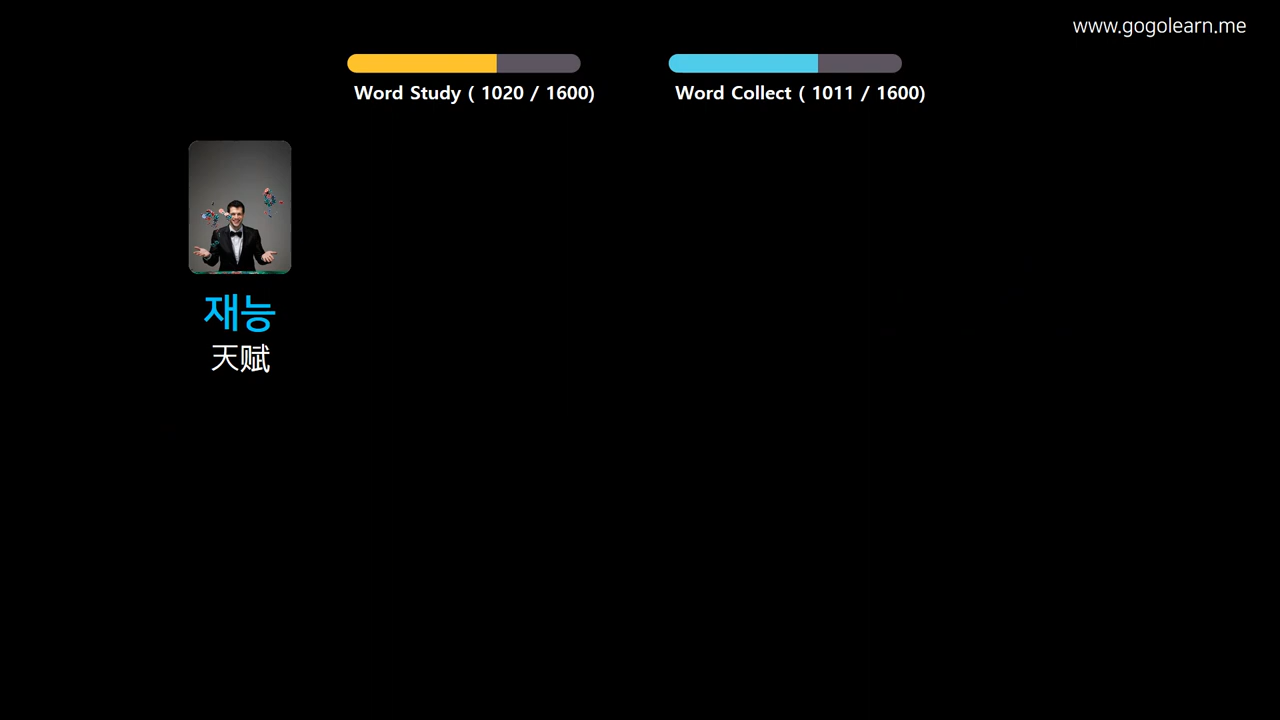 www.gogolearn.me
Word Study ( 1020 / 1600)
Word Collect ( 1011 / 1600)
재능
天赋